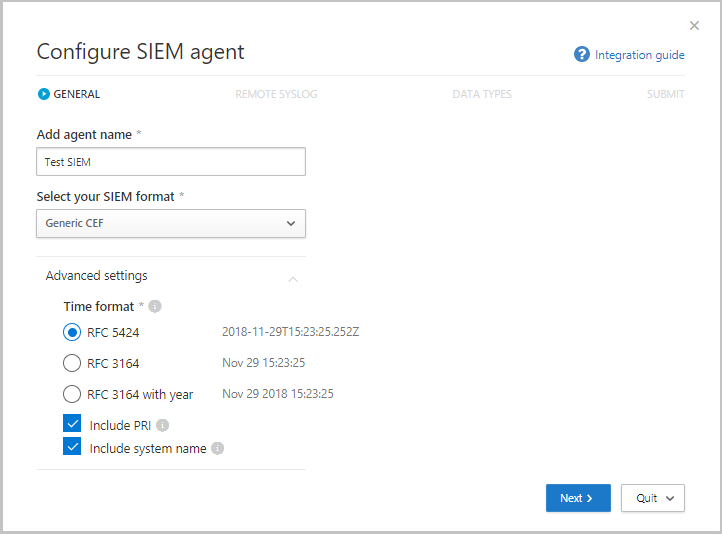 Configure SIEM agent
? Integration guide
GENERAL REMOTE SYSLOG DATA TYPES SUBMIT
Add agent name *
Test SIEM
Select your SIEM format *
Generic CEF
Advanced settings
Time format * i
RFC 5424 2018-11-29T15:23:25.252Z
RFC 3164 Nov 29 15:23:25
RFC 3164 with year Nov 29 2018 15:23:25
Include PRI i
Include system name i
Next Quit